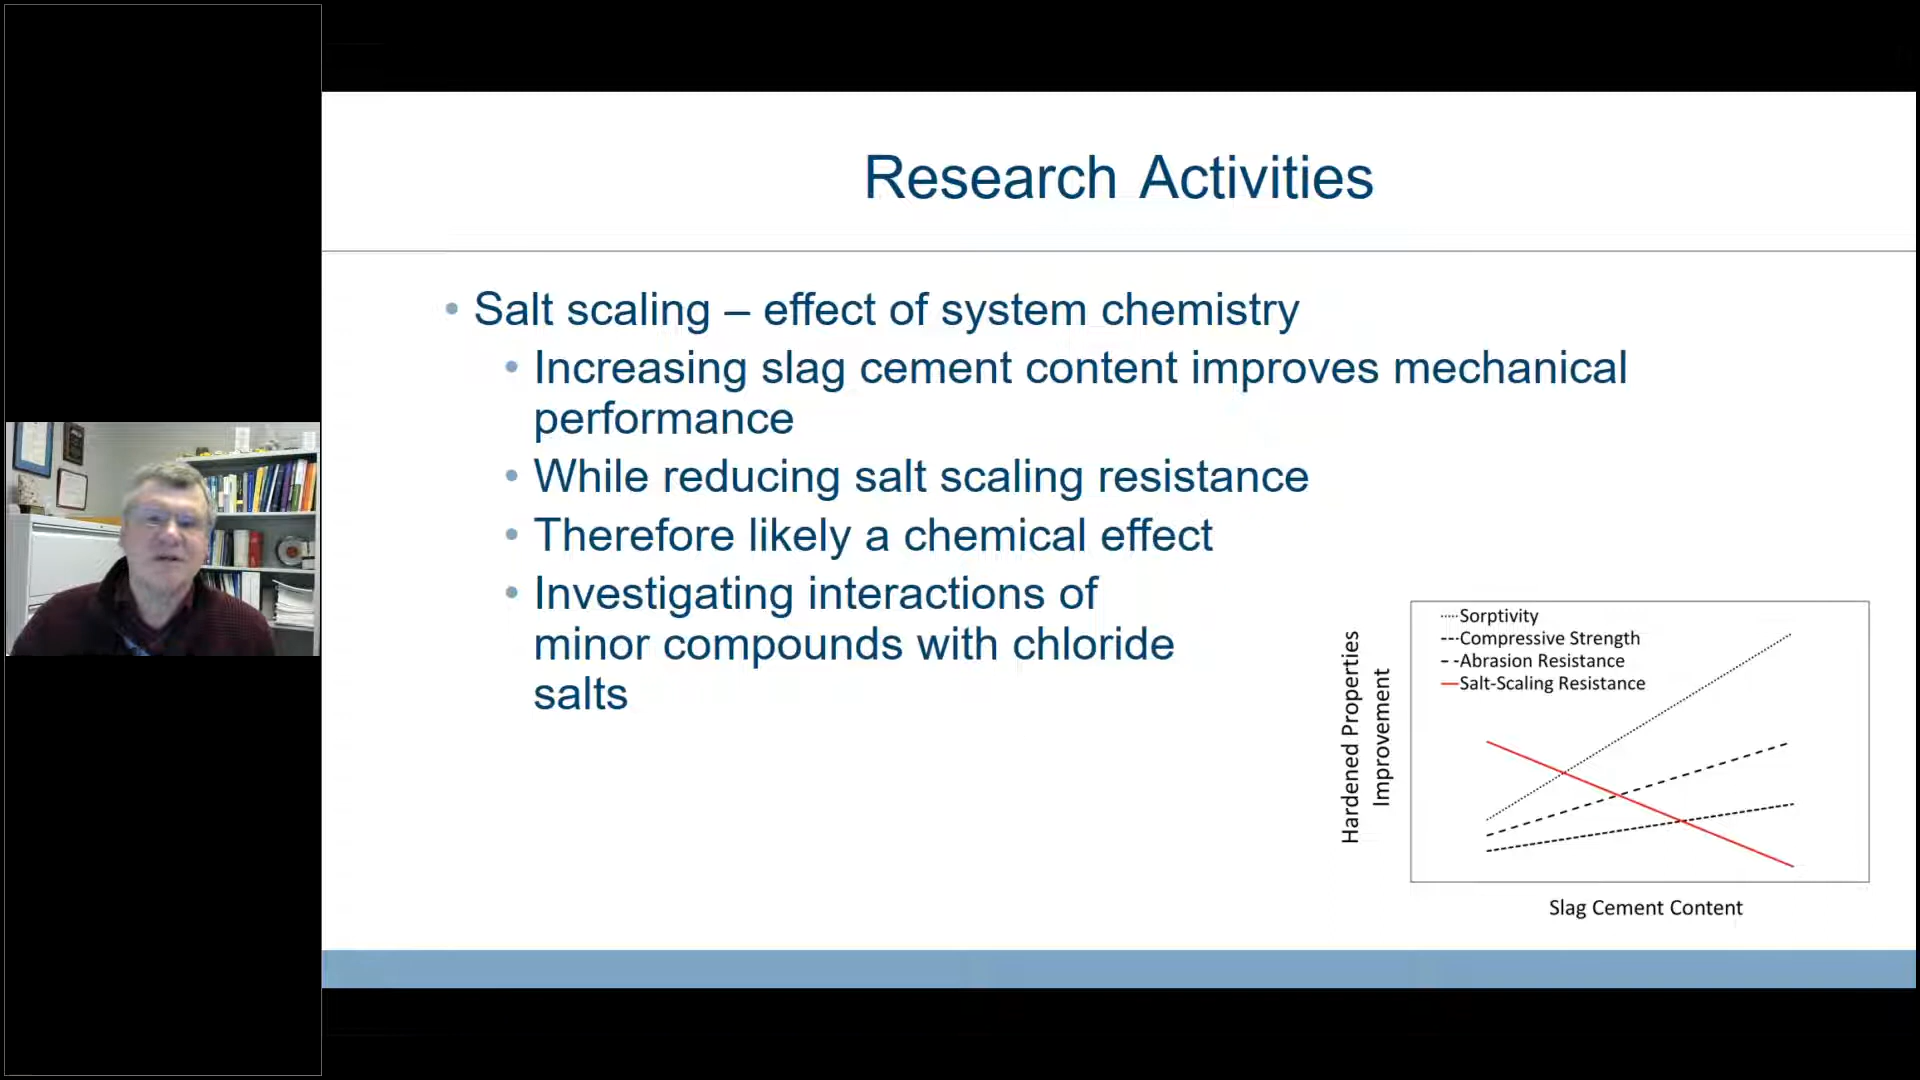 Research Activities
• Salt scaling – effect of system chemistry
• Increasing slag cement content improves mechanical
performance
• While reducing salt scaling resistance
• Therefore likely a chemical effect
• Investigating interactions of
minor compounds with chloride
salts
Sorptivity
Compressive Strength
Abrasion Resistance
Salt-Scaling Resistance
Hardened Properties
Improvement
Slag Cement Content